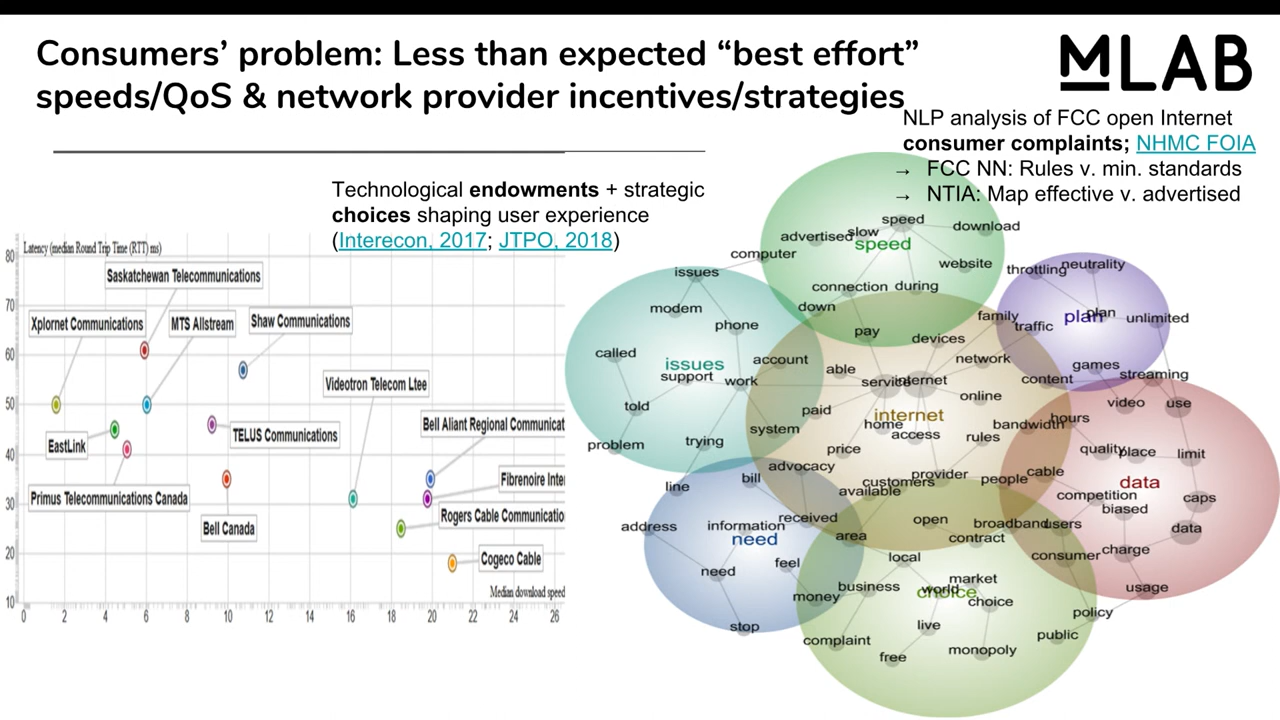 Consumers’ problem: Less than expected “best effort”
speeds/QoS & network provider incentives/strategies
MLAB
NLP analysis of FCC open Internet
consumer complaints; NHMC FOIA
→ FCC NN: Rules v. min. standards
→ NTIA: Map effective v. advertised
Technological endowments + strategic
choices shaping user experience
(Interecon, 2017; JTPO, 2018)
Latency (median Round Trip Time (RTT) ms)
80
70
60
50
40
30
20
10
Saskatchewan Telecommunications
Xplornet Communications
MTS Allstream
Shaw Communications
Videotron Telecom Ltee
Bell Aliant Regional Communicat
EastLink
TELUS Communications
Primus Telecommunications Canada
Fibrenoire Inte
Bell Canada
Rogers Cable Communicatio
Cogeco Cable
Median download speed
0 2 4 6 8 10 12 14 16 18 20 22 24 26
speed
download
advertised
slow
speed
computer
website
connection
during
down
issues
modem
phone
called
issues
support
work
account
told
trying
problem
system
line
throttling
neutrality
plan
plan
unlimited
family
traffic
games
content
streaming
pay
devices
network
able
service
internet
online
paid
internet
home
access
rules
bandwidth
price
advocacy
provider
customers
available
people
cable
hours
video
use
quality
place
limit
data
competition
biased
caps
users
data
consumer
charge
usage
bill
received
address
information
need
need
feel
money
stop
area
open
broadband
contract
local
business
market
world
choice
choice
live
complaint
free
monopoly
public
policy